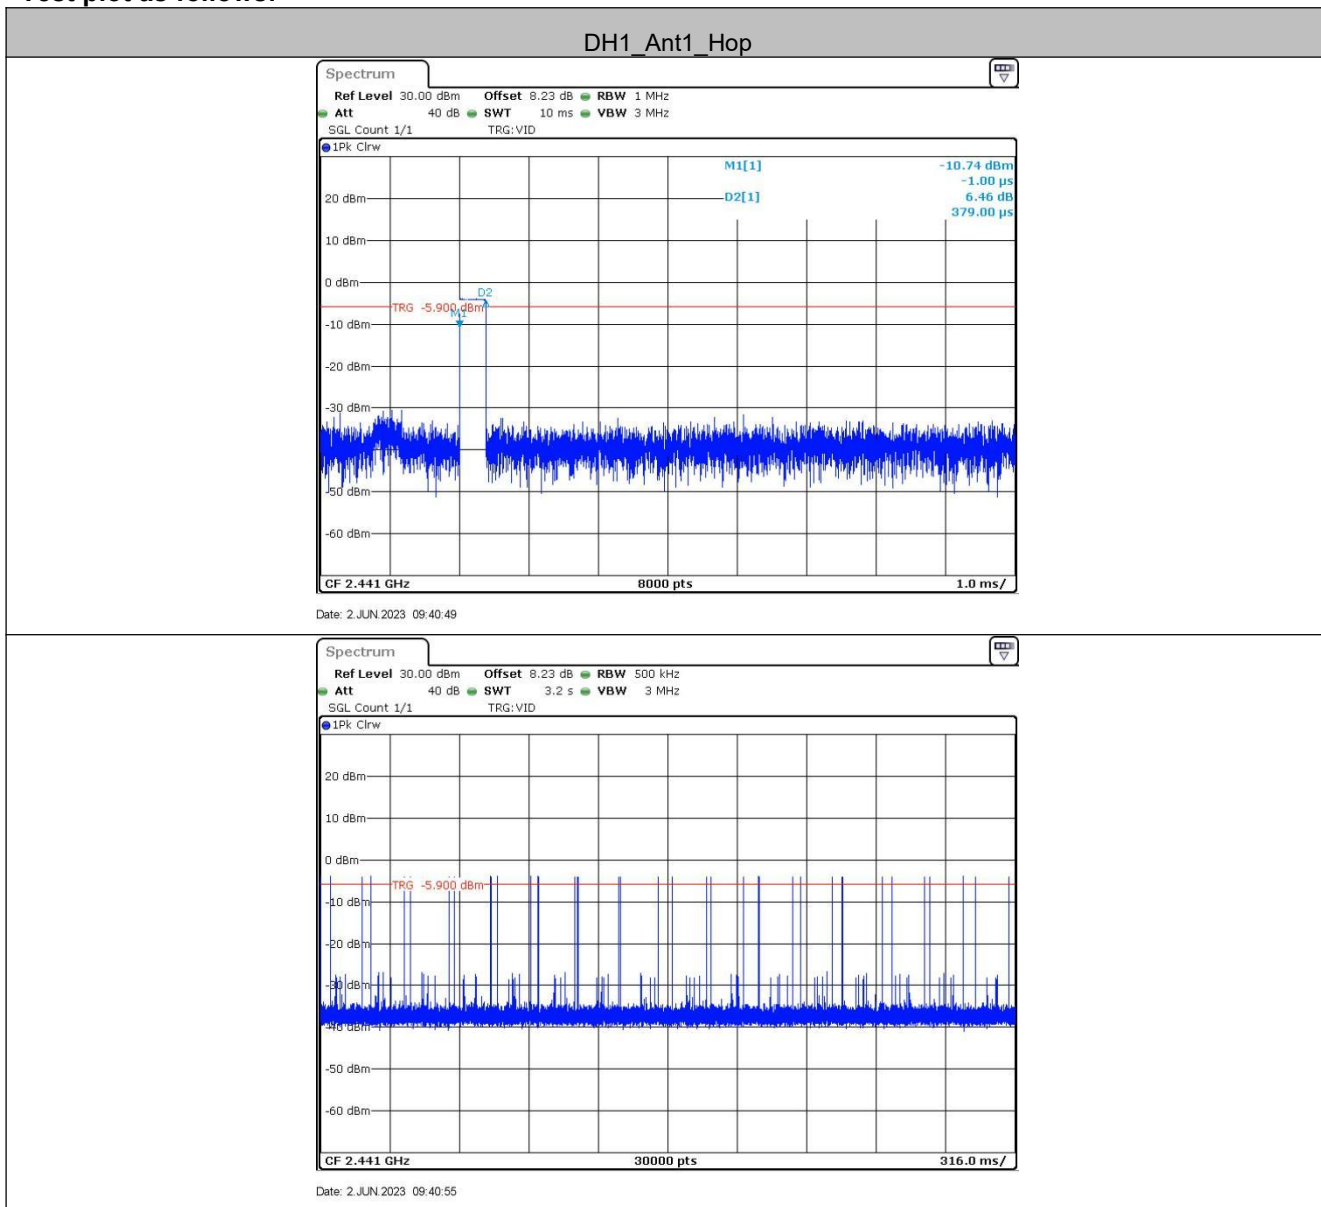 Test plot as follows:
DH1_Ant1_Hop
Spectrum
Ref Level 30.00 dBm Offset 8.23 dB RBW 1 MHz
Att 40 dB SWT 10 ms VBW 3 MHz
SGL Count 1/1 TRG:VID
1Pk Clrw
M1[1] -10.74 dBm
-1.00 µs
20 dBm D2[1] 6.46 dB
379.00 µs
10 dBm
0 dBm
D2
TRG -5.900 dBm
M1
-10 dBm
-20 dBm
-30 dBm
-50 dBm
-60 dBm
CF 2.441 GHz 8000 pts 1.0 ms/
Date: 2.JUN.2023 09:40:49
Spectrum
Ref Level 30.00 dBm Offset 8.23 dB RBW 500 kHz
Att 40 dB SWT 3.2 s VBW 3 MHz
SGL Count 1/1 TRG:VID
1Pk Clrw
20 dBm
10 dBm
0 dBm
TRG -5.900 dBm
-10 dBm
-20 dBm
-30 dBm
-40 dBm
-50 dBm
-60 dBm
CF 2.441 GHz 30000 pts 316.0 ms/
Date: 2.JUN.2023 09:40:55